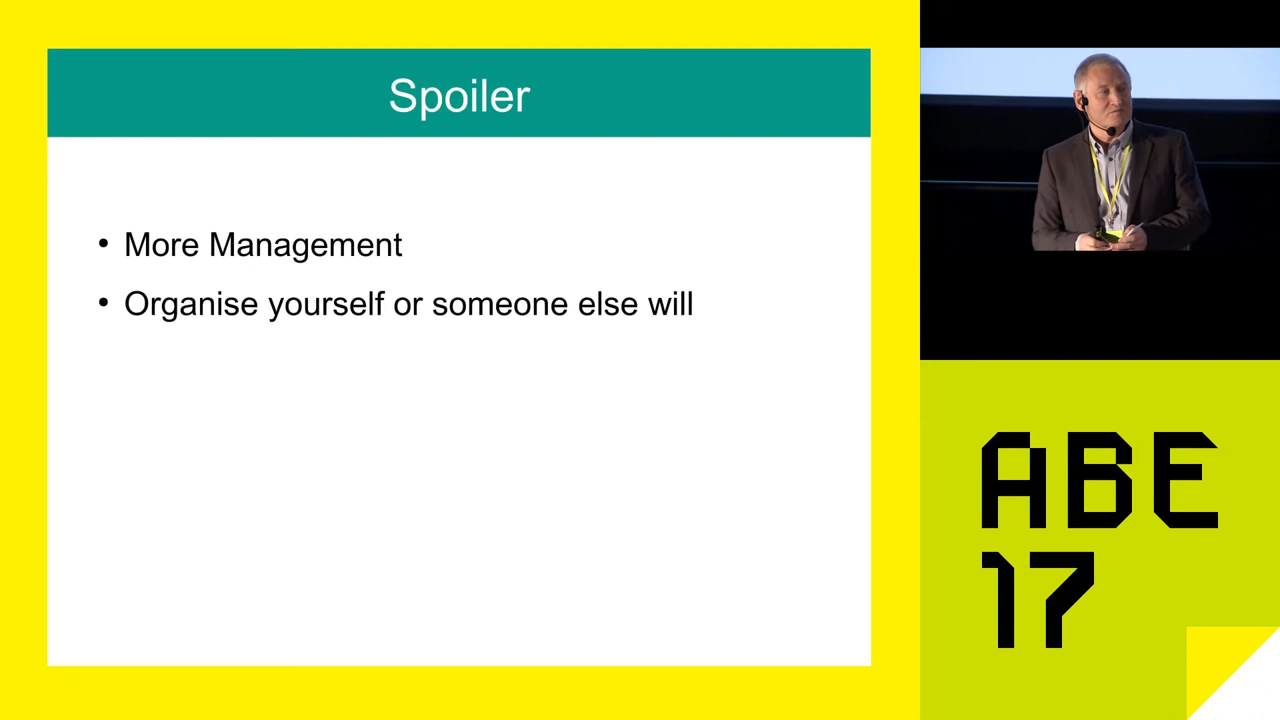 Spoiler
• More Management
• Organise yourself or someone else will
ABE
17